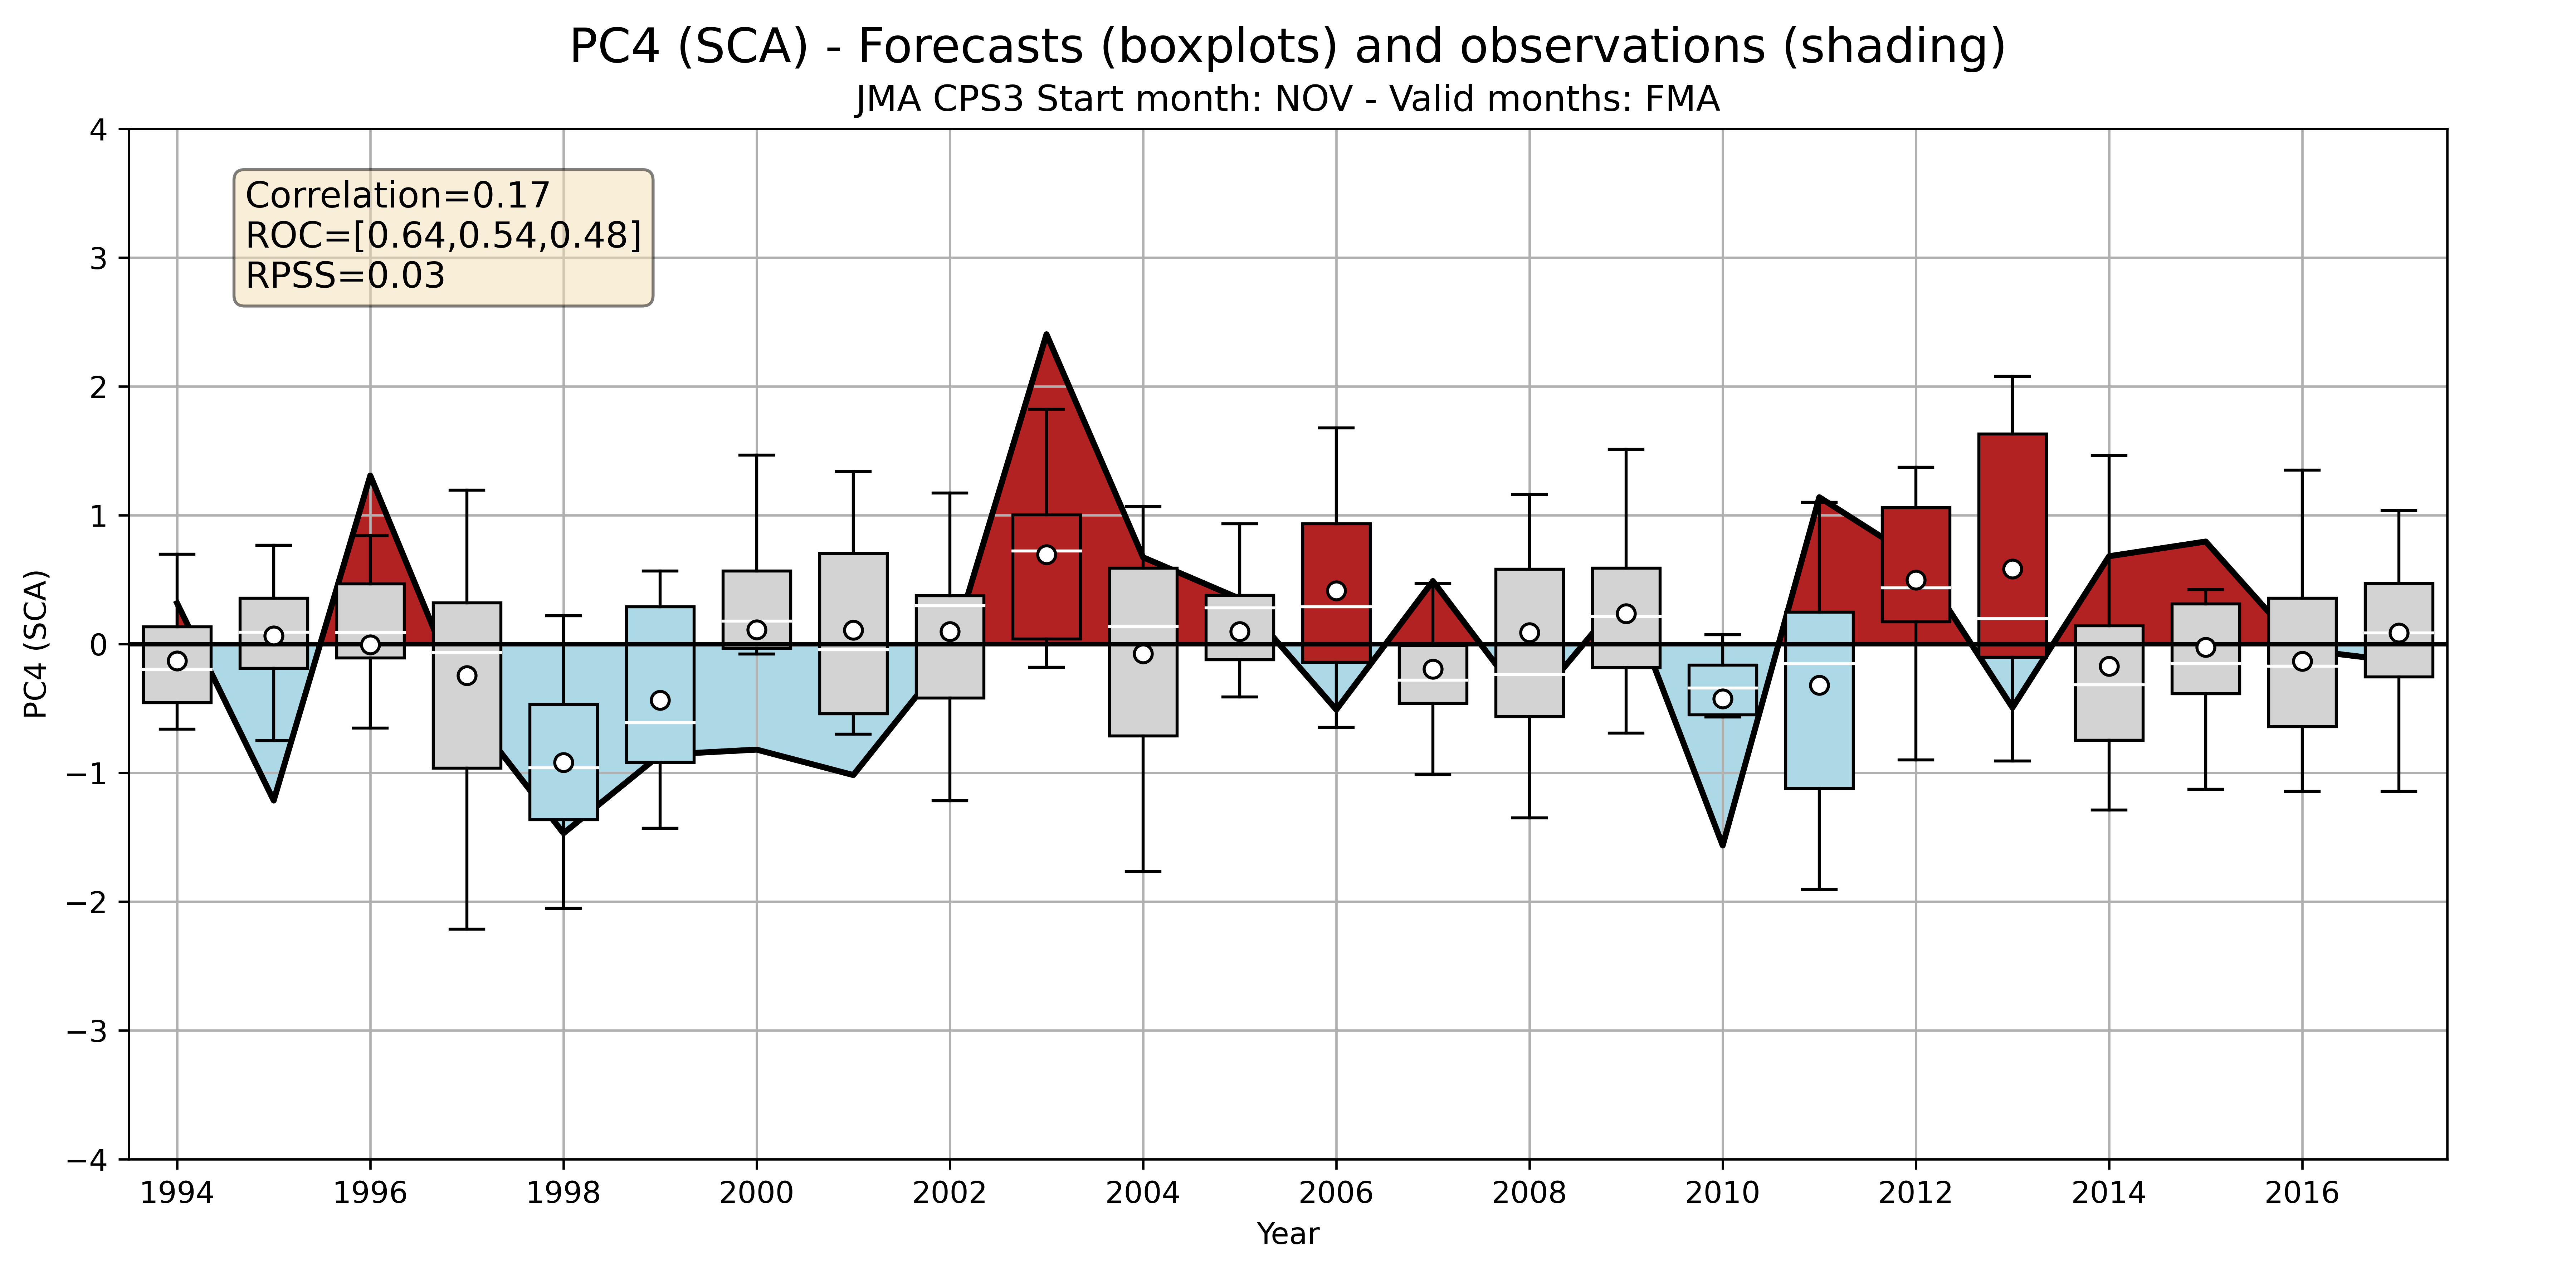 PC4 (SCA) - Forecasts (boxplots) and observations (shading)
JMA CPS3 Start month: NOV - Valid months: FMA
Correlation=0.17
ROC=[0.64,0.54,0.48]
RPSS=0.03
PC4 (SCA)
4
3
2
1
0
−1
−2
−3
−4
1994 1996 1998 2000 2002 2004 2006 2008 2010 2012 2014 2016
Year